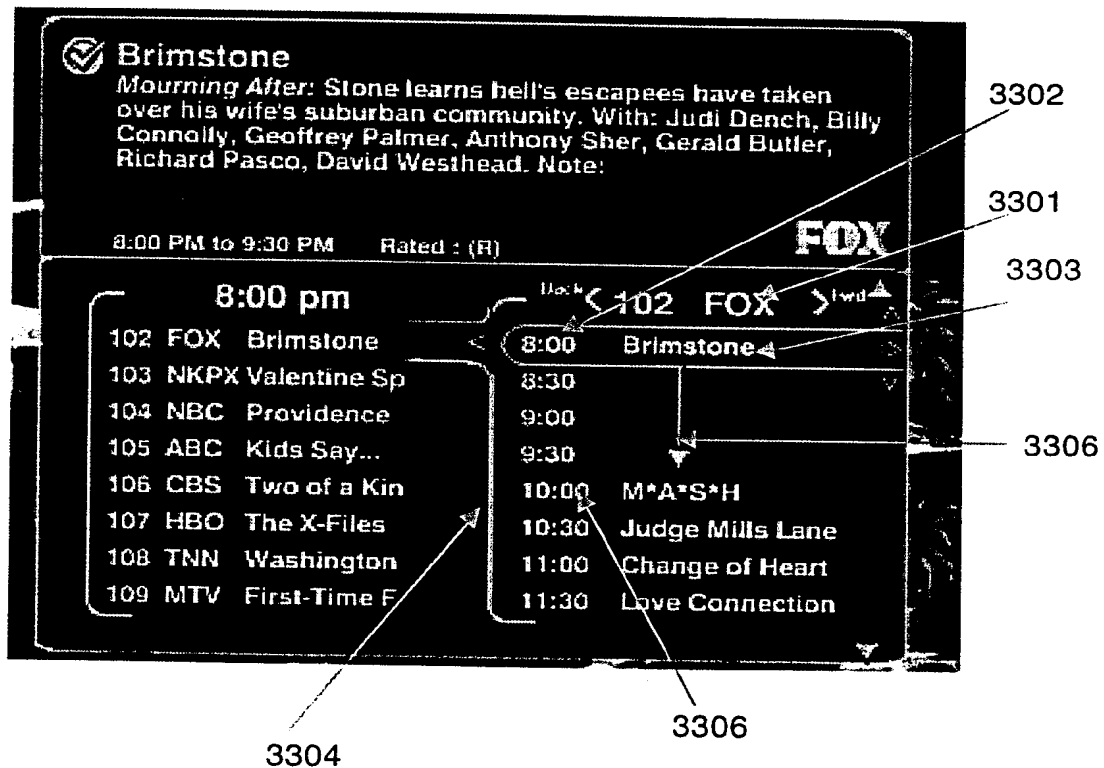 Brimstone
Mourning After: Stone learns hell's escapees have taken
over his wife's suburban community. With: Judi Dench, Billy
Connolly, Geoffrey Palmer, Anthony Sher, Gerald Butler,
Richard Pasco, David Westhead. Note:
8:00 PM to 9:30 PM Rated : (R)
FOX
8:00 pm
102 FOX Brimstone
103 NKPX Valentine Sp
104 NBC Providence
105 ABC Kids Say...
106 CBS Two of a Kin
107 HBO The X-Files
108 TNN Washington
109 MTV First-Time F
Back < 102 FOX > Fwd
8:00 Brimstone
8:30
9:00
9:30
10:00 M*A*S*H
10:30 Judge Mills Lane
11:00 Change of Heart
11:30 Love Connection
3302
3301
3303
3306
3306
3304